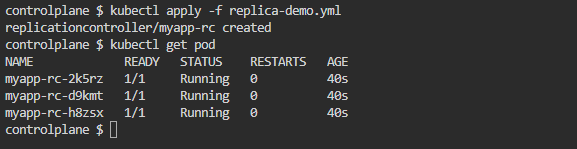 controlplane $ kubectl apply -f replica-demo.yml
replicationcontroller/myapp-rc created
controlplane $ kubectl get pod
NAME             READY   STATUS    RESTARTS   AGE
myapp-rc-2k5rz   1/1     Running   0          40s
myapp-rc-d9kmt   1/1     Running   0          40s
myapp-rc-h8zsx   1/1     Running   0          40s
controlplane $